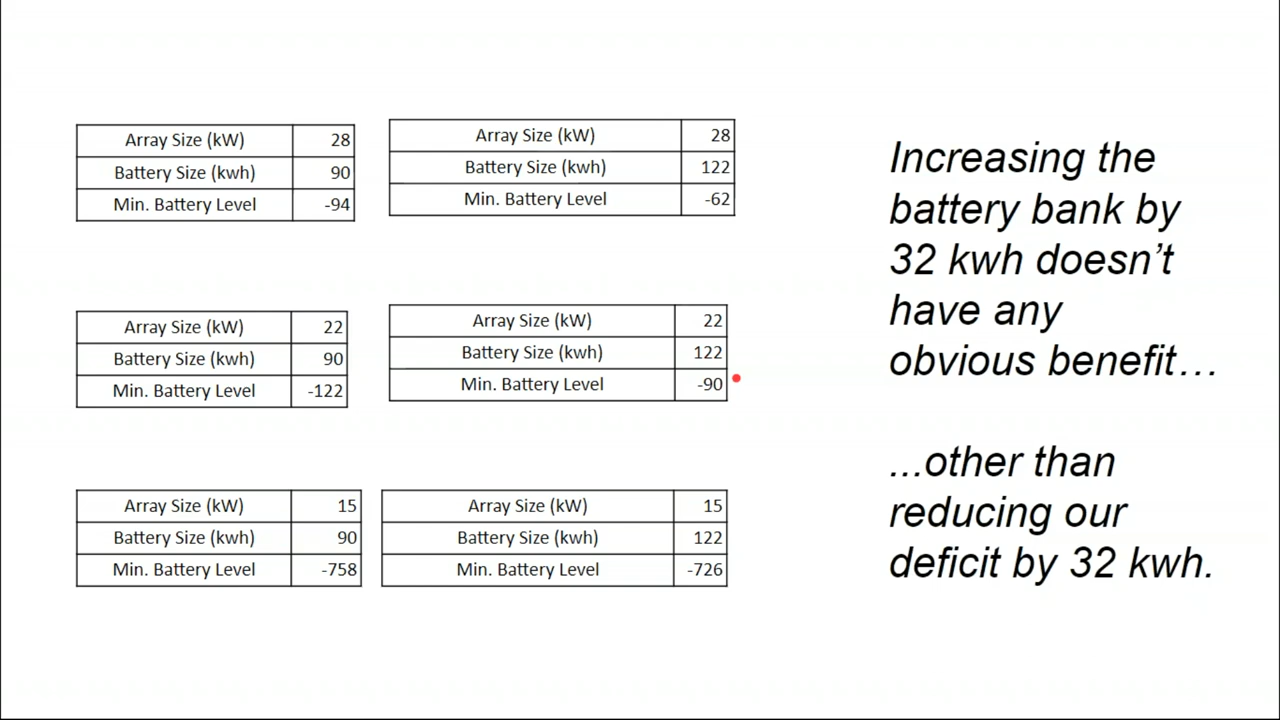 Array Size (kW) 28
Battery Size (kwh) 90
Min. Battery Level -94
Array Size (kW) 28
Battery Size (kwh) 122
Min. Battery Level -62
Array Size (kW) 22
Battery Size (kwh) 90
Min. Battery Level -122
Array Size (kW) 22
Battery Size (kwh) 122
Min. Battery Level -90
Array Size (kW) 15
Battery Size (kwh) 90
Min. Battery Level -758
Array Size (kW) 15
Battery Size (kwh) 122
Min. Battery Level -726
Increasing the
battery bank by
32 kwh doesn’t
have any
obvious benefit…
...other than
reducing our
deficit by 32 kwh.